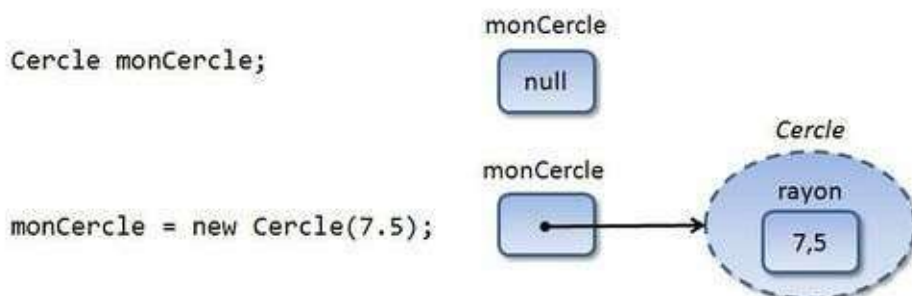 monCercle
Cercle monCercle;
null
Cercle
monCercle
rayon
monCercle = new Cercle(7.5);
7,5